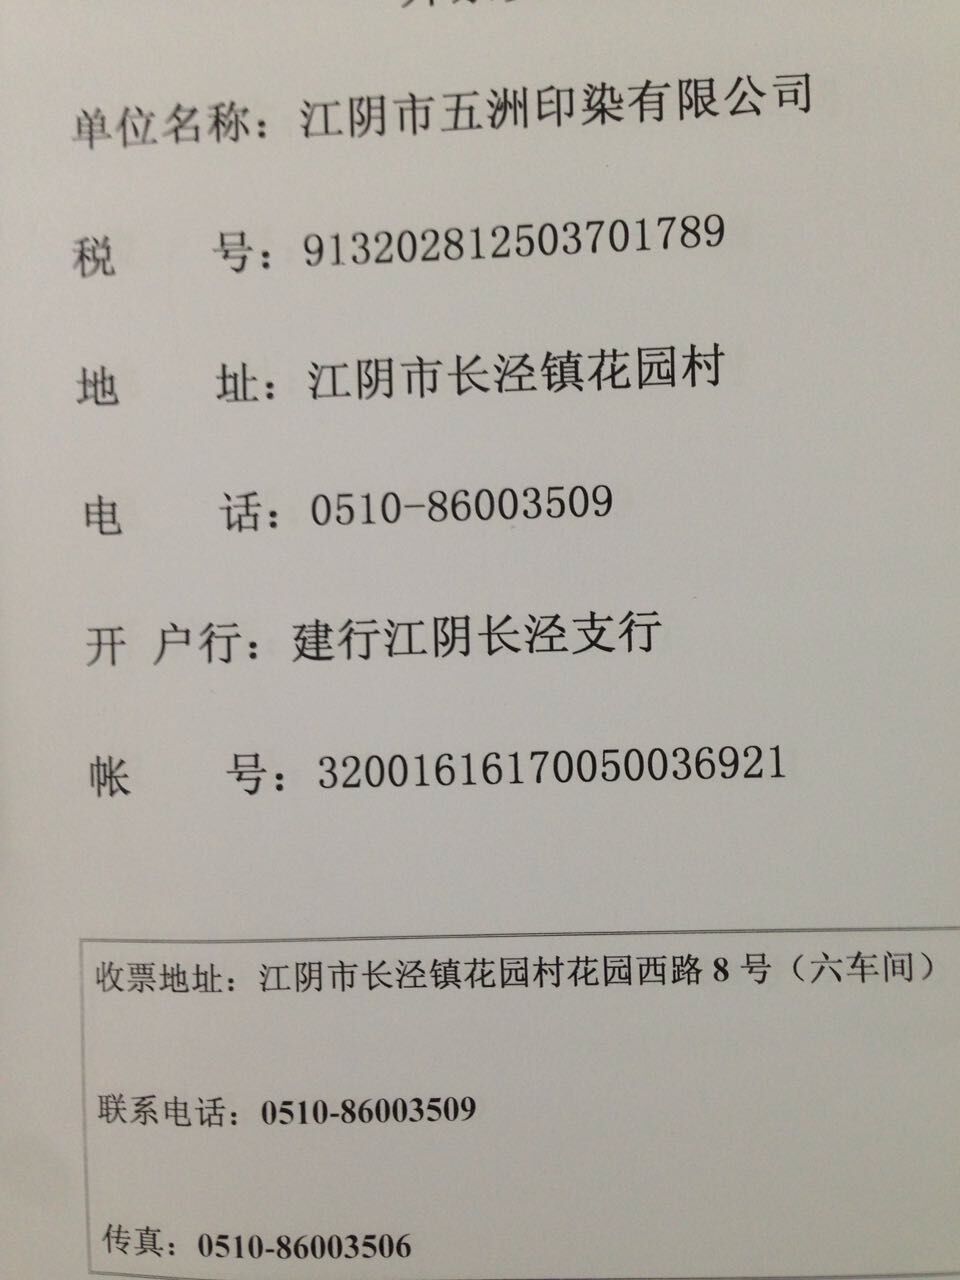 单位名称：江阴市五洲印染有限公司
税 号：913202812503701789
地 址：江阴市长泾镇花园村
电 话：0510-86003509
开 户行：建行江阴长泾支行
帐 号：32001616170050036921
收票地址：江阴市长泾镇花园村花园西路 8 号（六车间）
联系电话：0510-86003509
传真：0510-86003506